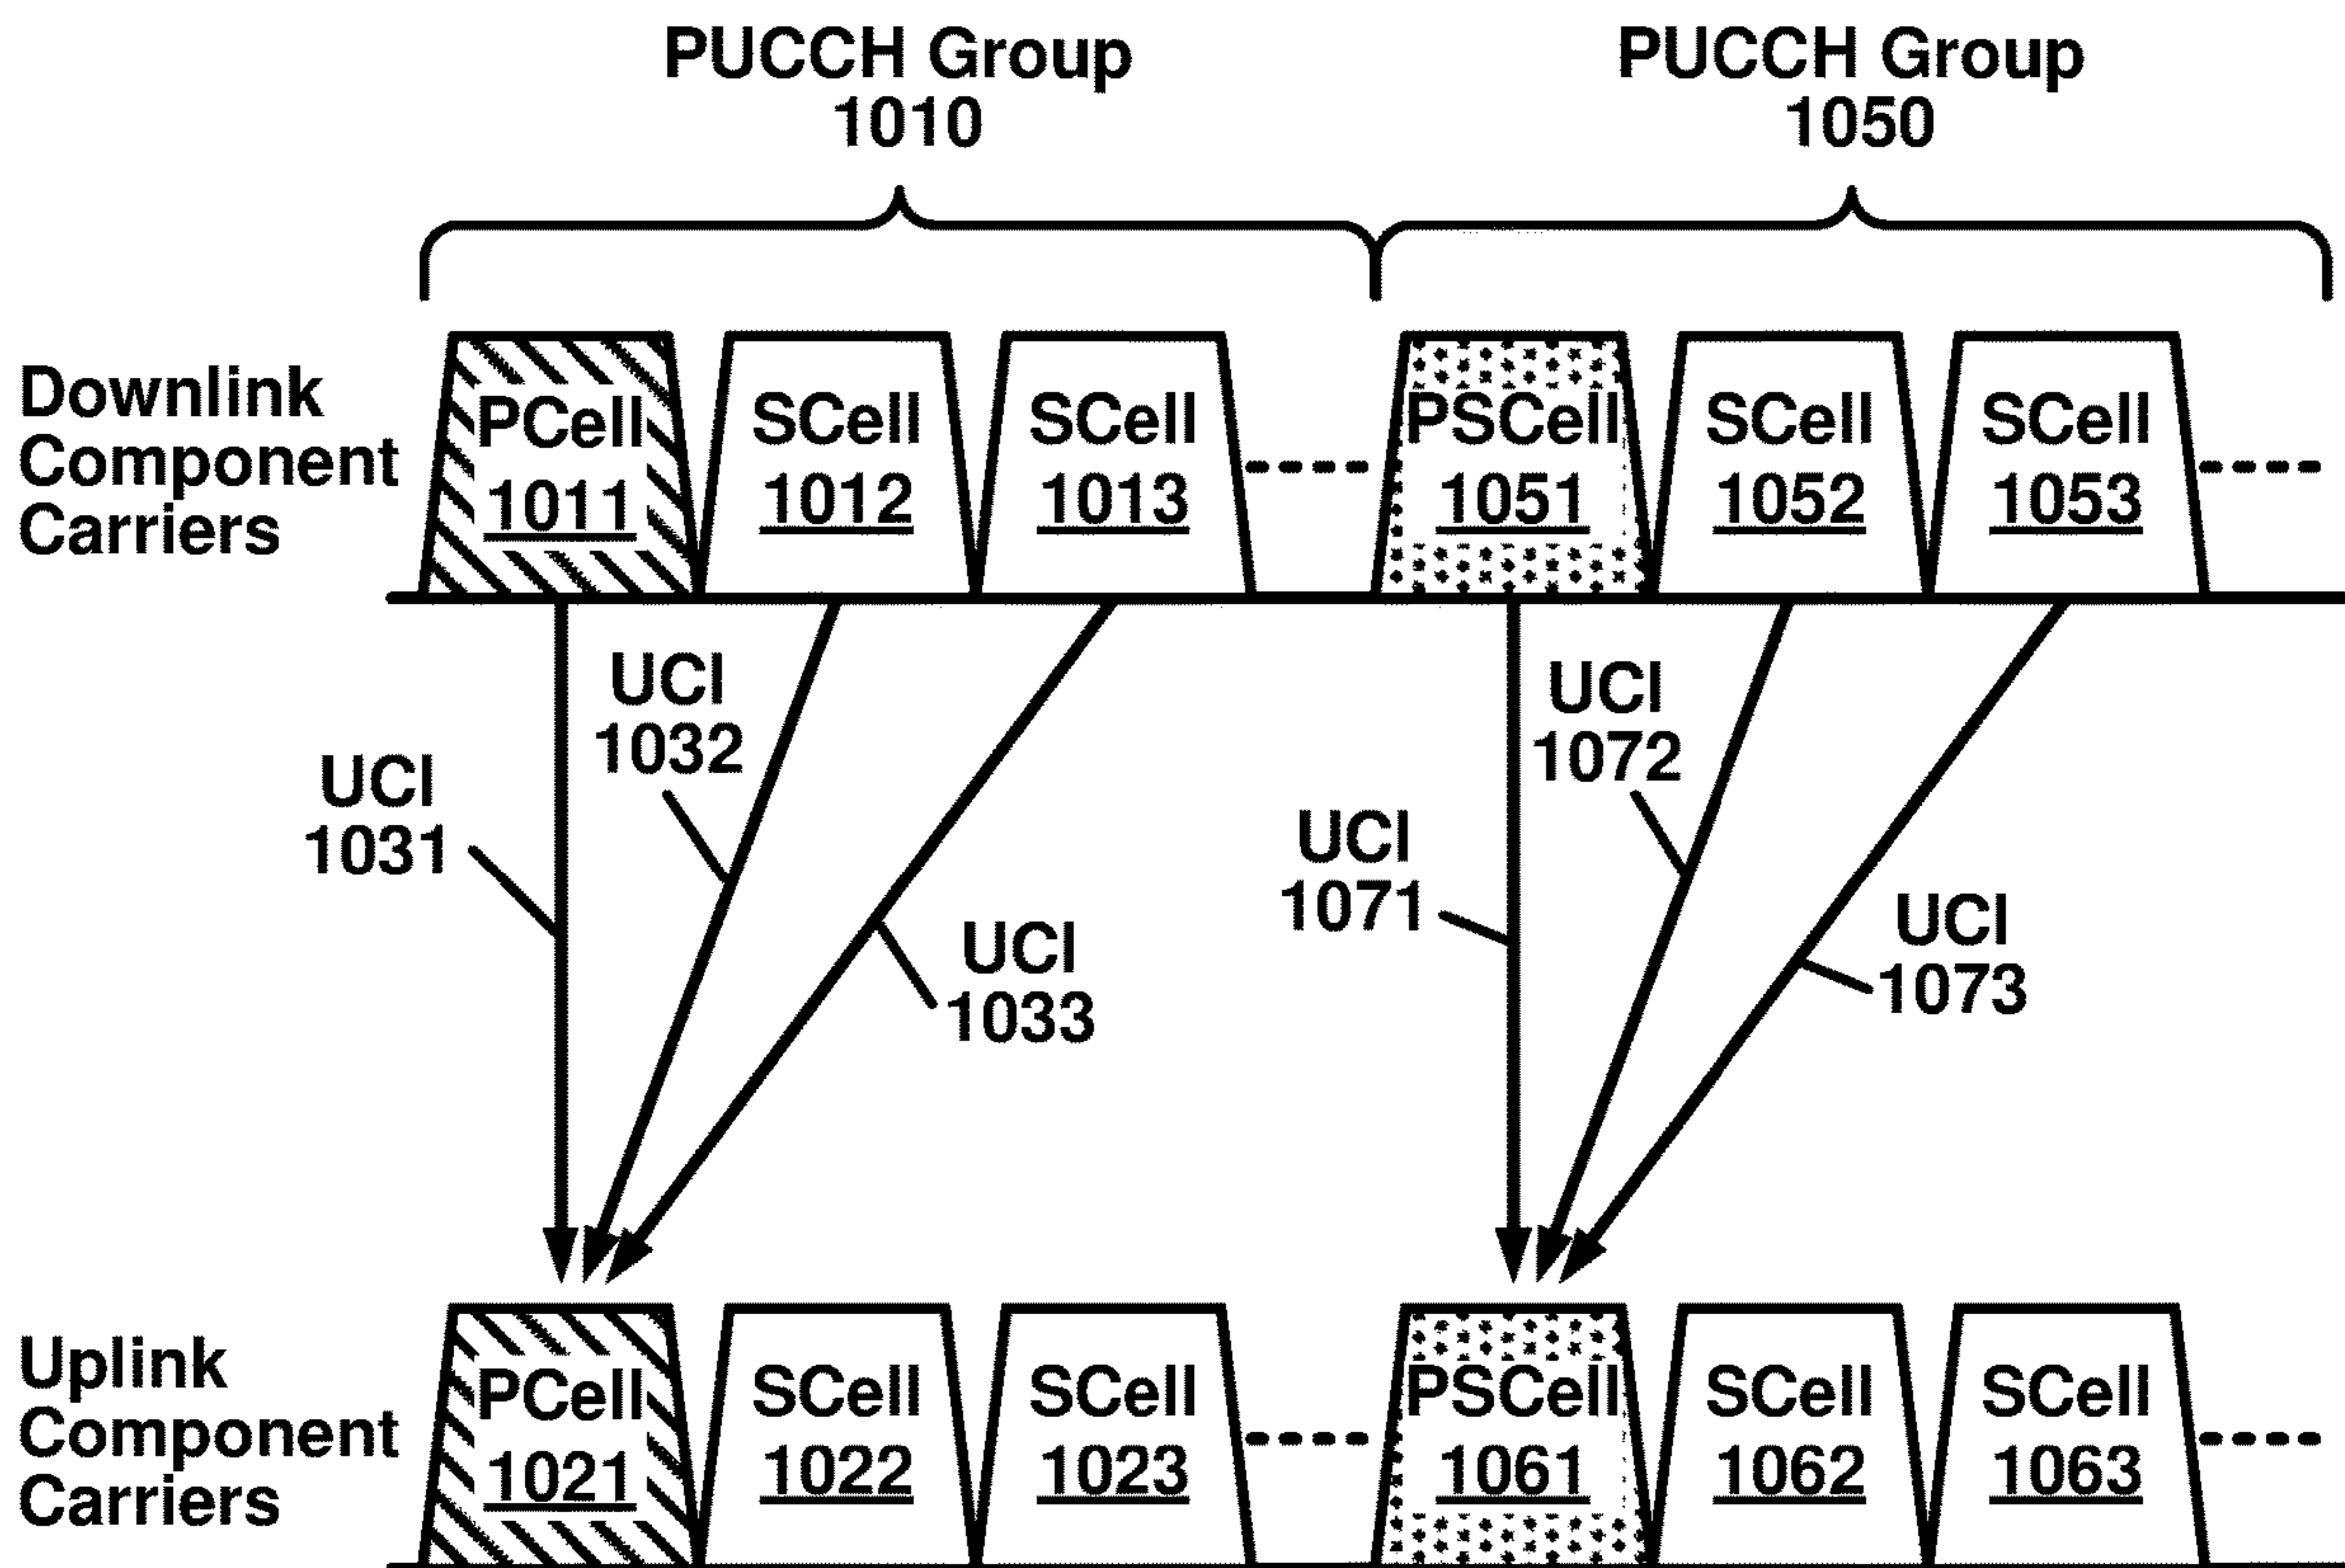 PUCCH Group
1010
PUCCH Group
1050
Downlink
Component
Carriers
PCell
1011
SCell
1012
SCell
1013
PSCell
1051
SCell
1052
SCell
1053
UCI
1031
UCI
1032
UCI
1033
UCI
1071
UCI
1072
UCI
1073
Uplink
Component
Carriers
PCell
1021
SCell
1022
SCell
1023
PSCell
1061
SCell
1062
SCell
1063